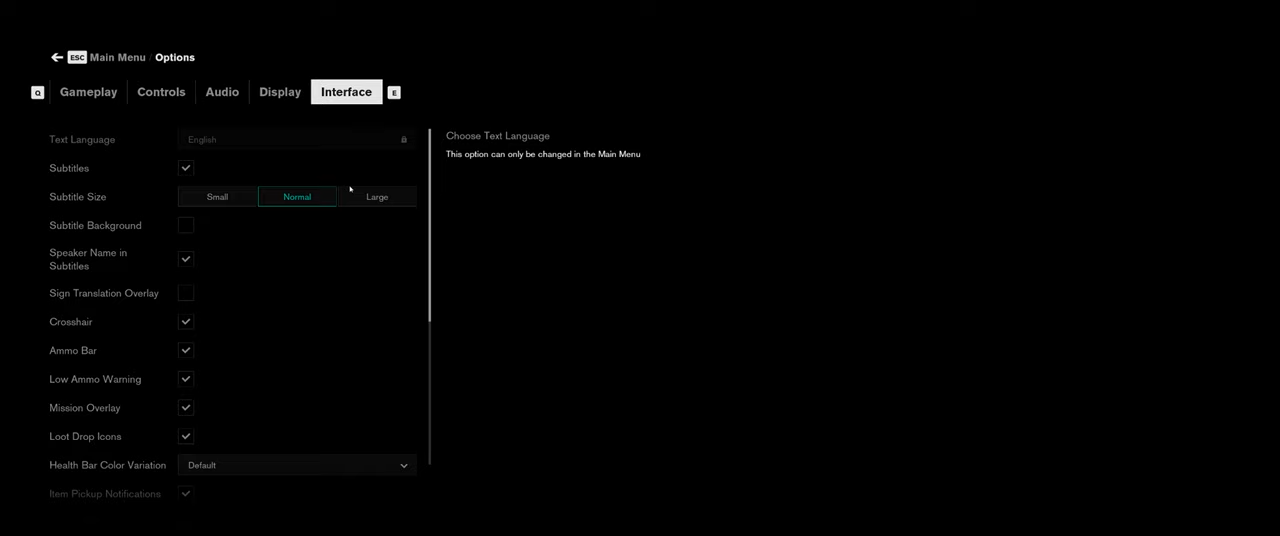 ESC Main Menu / Options
Q Gameplay Controls Audio Display Interface E
Text Language English
Choose Text Language
This option can only be changed in the Main Menu
Subtitles
Subtitle Size Small Normal Large
Subtitle Background
Speaker Name in
Subtitles
Sign Translation Overlay
Crosshair
Ammo Bar
Low Ammo Warning
Mission Overlay
Loot Drop Icons
Health Bar Color Variation Default
Item Pickup Notifications